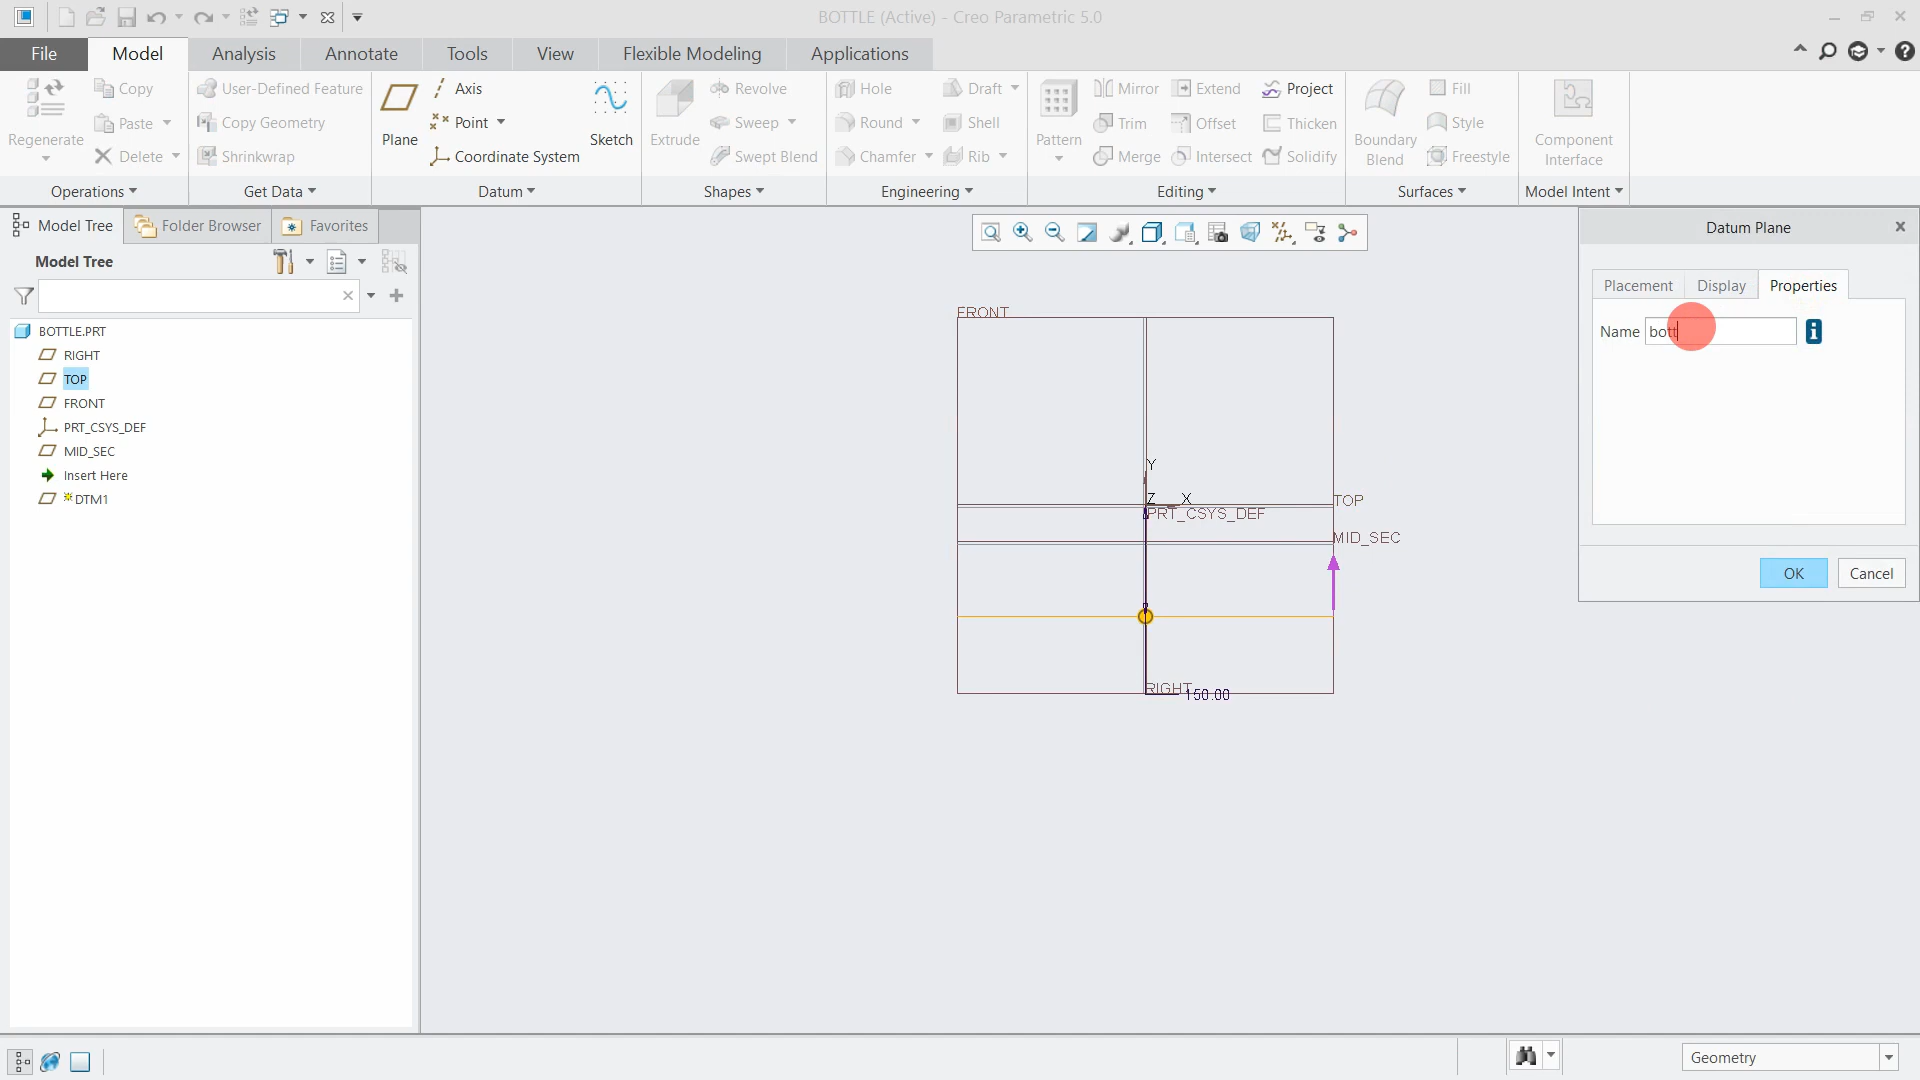 BOTTLE (Active) - Creo Parametric 5.0
File Model Analysis Annotate Tools View Flexible Modeling Applications
Regenerate
Copy
Paste
Delete
Operations
User-Defined Feature
Copy Geometry
Shrinkwrap
Get Data
Plane
Axis
Point
Coordinate System
Sketch
Datum
Extrude
Revolve
Sweep
Swept Blend
Shapes
Hole
Round
Chamfer
Draft
Shell
Rib
Engineering
Pattern
Mirror
Trim
Merge
Extend
Offset
Intersect
Project
Thicken
Solidify
Editing
Boundary
Blend
Fill
Style
Freestyle
Surfaces
Component
Interface
Model Intent
Model Tree Folder Browser Favorites
Model Tree
BOTTLE.PRT
RIGHT
TOP
FRONT
PRT_CSYS_DEF
MID_SEC
Insert Here
DTM1
FRONT
Y
Z X
TOP
PRT_CSYS_DEF
MID_SEC
RIGHT
150.00
Datum Plane
Placement Display Properties
Name bott
OK Cancel
Geometry